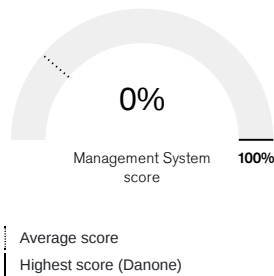 0%
Management System
score
100%
Average score
Highest score (Danone)